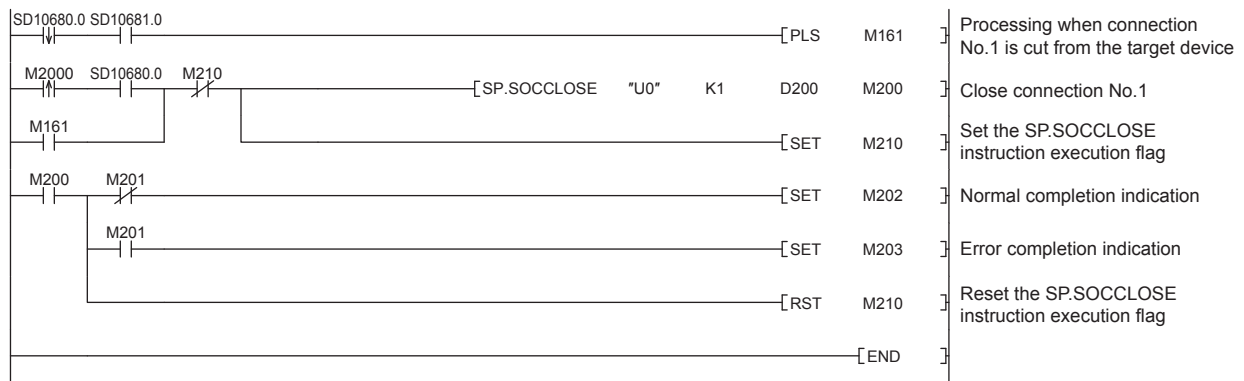 SD10680.0 SD10681.0
PLS M161
Processing when connection
No.1 is cut from the target device
M2000 SD10680.0 M210
SP.SOCCLOSE "U0" K1 D200 M200
Close connection No.1
M161
SET M210
Set the SP.SOCCLOSE
instruction execution flag
M200 M201
SET M202
Normal completion indication
M201
SET M203
Error completion indication
RST M210
Reset the SP.SOCCLOSE
instruction execution flag
END